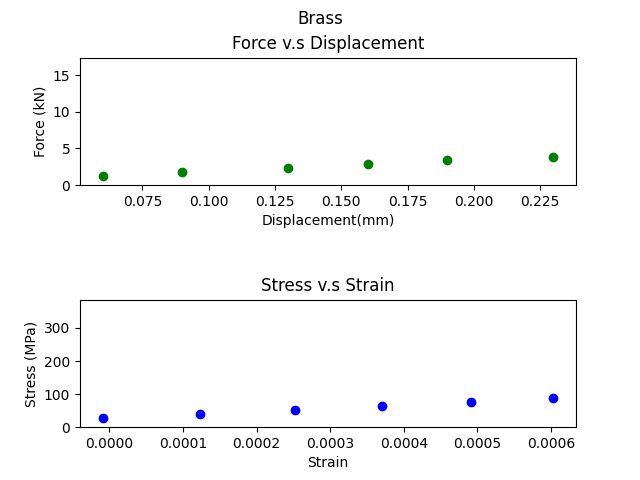 Brass
Force v.s Displacement
15
10
5
0
Force (kN)
0.075 0.100 0.125 0.150 0.175 0.200 0.225
Displacement(mm)
Stress v.s Strain
300
200
100
0
Stress (MPa)
0.0000 0.0001 0.0002 0.0003 0.0004 0.0005 0.0006
Strain